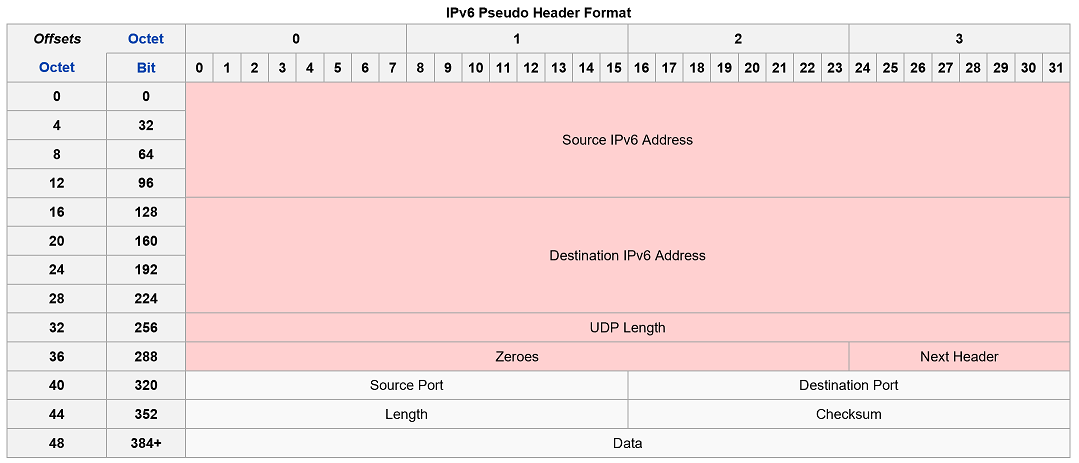 IPv6 Pseudo Header Format
Offsets Octet 0 1 2 3
Octet Bit 0 1 2 3 4 5 6 7 8 9 10 11 12 13 14 15 16 17 18 19 20 21 22 23 24 25 26 27 28 29 30 31
0 0
4 32
Source IPv6 Address
8 64
12 96
16 128
20 160
Destination IPv6 Address
24 192
28 224
32 256 UDP Length
36 288 Zeroes Next Header
40 320 Source Port Destination Port
44 352 Length Checksum
48 384+ Data